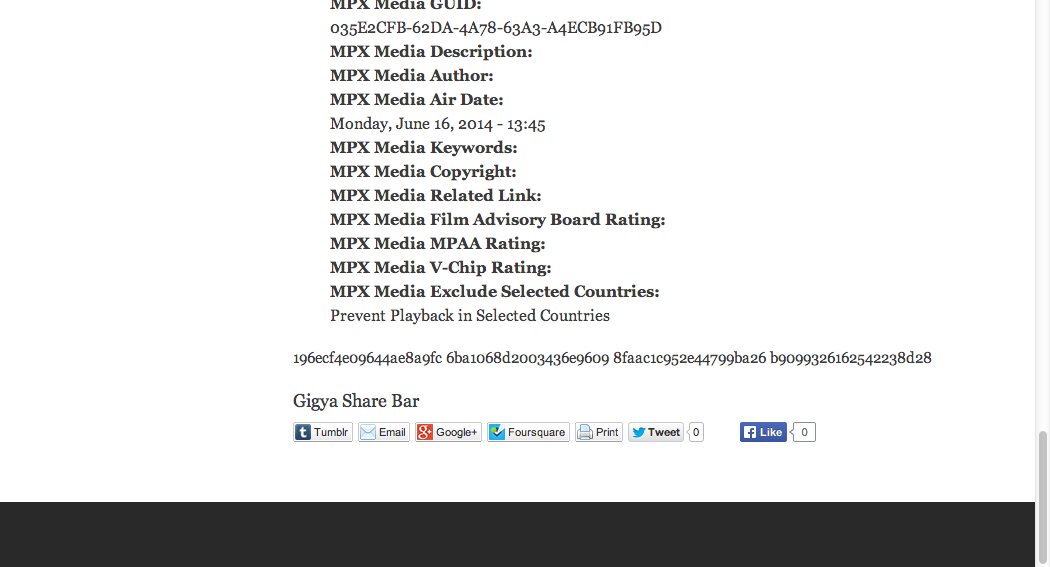 MPX Media GUID:
035E2CFB-62DA-4A78-63A3-A4ECB91FB95D
MPX Media Description:
MPX Media Author:
MPX Media Air Date:
Monday, June 16, 2014 - 13:45
MPX Media Keywords:
MPX Media Copyright:
MPX Media Related Link:
MPX Media Film Advisory Board Rating:
MPX Media MPAA Rating:
MPX Media V-Chip Rating:
MPX Media Exclude Selected Countries:
Prevent Playback in Selected Countries
196ecf4e09644ae8a9fc 6ba1068d2003436e9609 8faac1c952e44799ba26 b9099326162542238d28
Gigya Share Bar
Tumblr Email Google+ Foursquare Print Tweet 0 Like 0